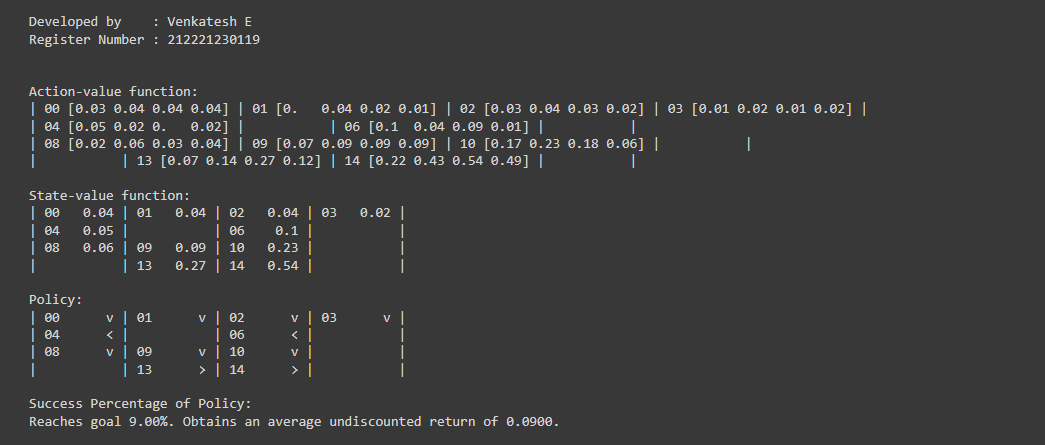 Developed by    : Venkatesh E
Register Number : 212221230119
Action-value function:
| 00 [0.03 0.04 0.04 0.04] | 01 [0.   0.04 0.02 0.01] | 02 [0.03 0.04 0.03 0.02] | 03 [0.01 0.02 0.01 0.02] |
| 04 [0.05 0.02 0.   0.02] |           | 06 [0.1  0.04 0.09 0.01] |           |
| 08 [0.02 0.06 0.03 0.04] | 09 [0.07 0.09 0.09 0.09] | 10 [0.17 0.23 0.18 0.06] |           |
|           | 13 [0.07 0.14 0.27 0.12] | 14 [0.22 0.43 0.54 0.49] |           |
State-value function:
| 00   0.04 | 01   0.04 | 02   0.04 | 03   0.02 |
| 04   0.05 |           | 06    0.1 |           |
| 08   0.06 | 09   0.09 | 10   0.23 |           |
|           | 13   0.27 | 14   0.54 |           |
Policy:
| 00      v | 01      v | 02      v | 03      v |
| 04      < |           | 06      < |           |
| 08      v | 09      v | 10      v |           |
|           | 13      > | 14      > |           |
Success Percentage of Policy:
Reaches goal 9.00%. Obtains an average undiscounted return of 0.0900.